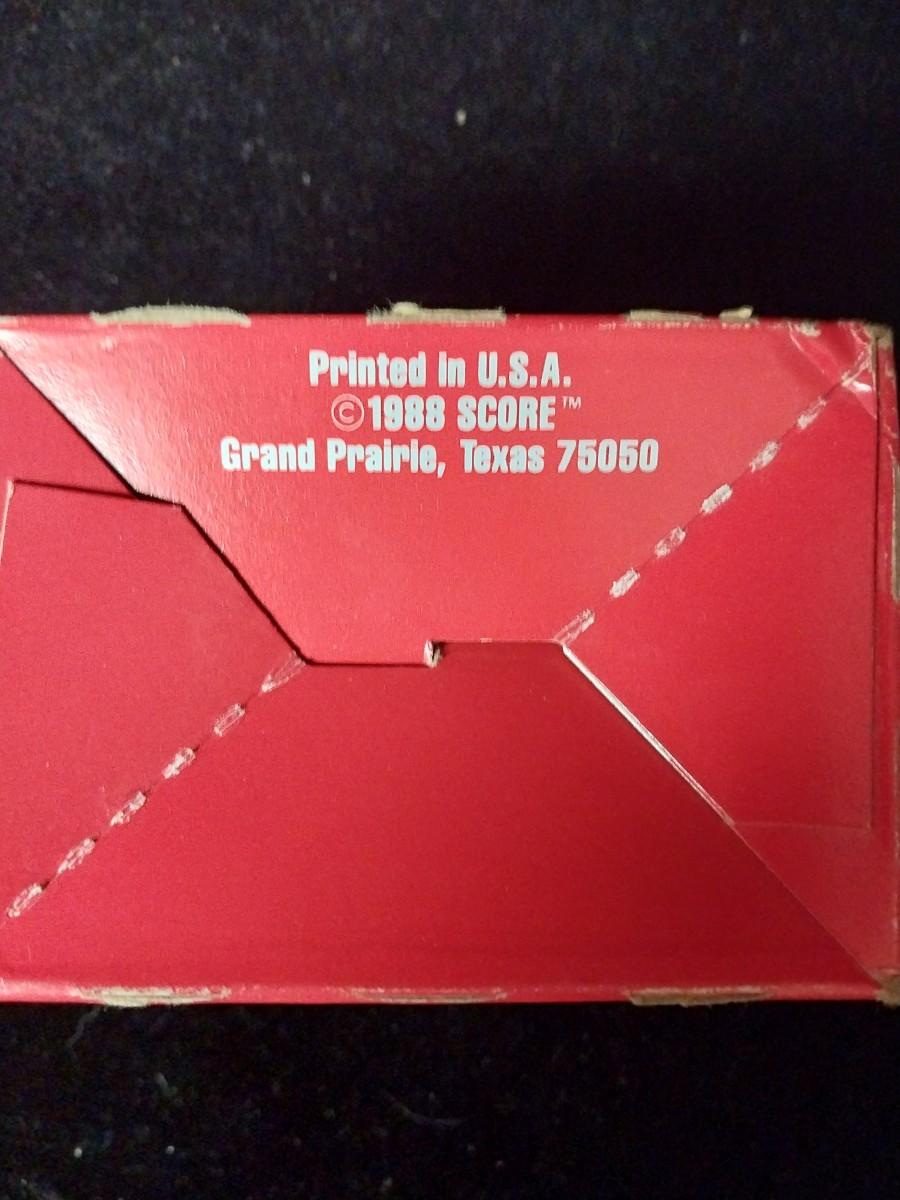 Printed in U.S.A.
©1988 SCORE™
Grand Prairie, Texas 75050